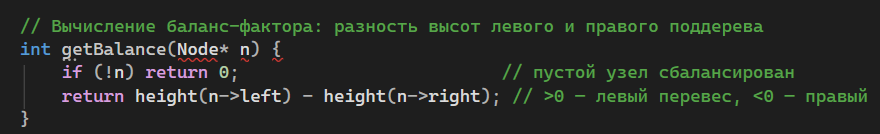 // Вычисление баланс-фактора: разность высот левого и правого поддерева
int getBalance(Node* n) {
    if (!n) return 0;                         // пустой узел сбалансирован
    return height(n->left) - height(n->right); // >0 — левый перевес, <0 — правый
}